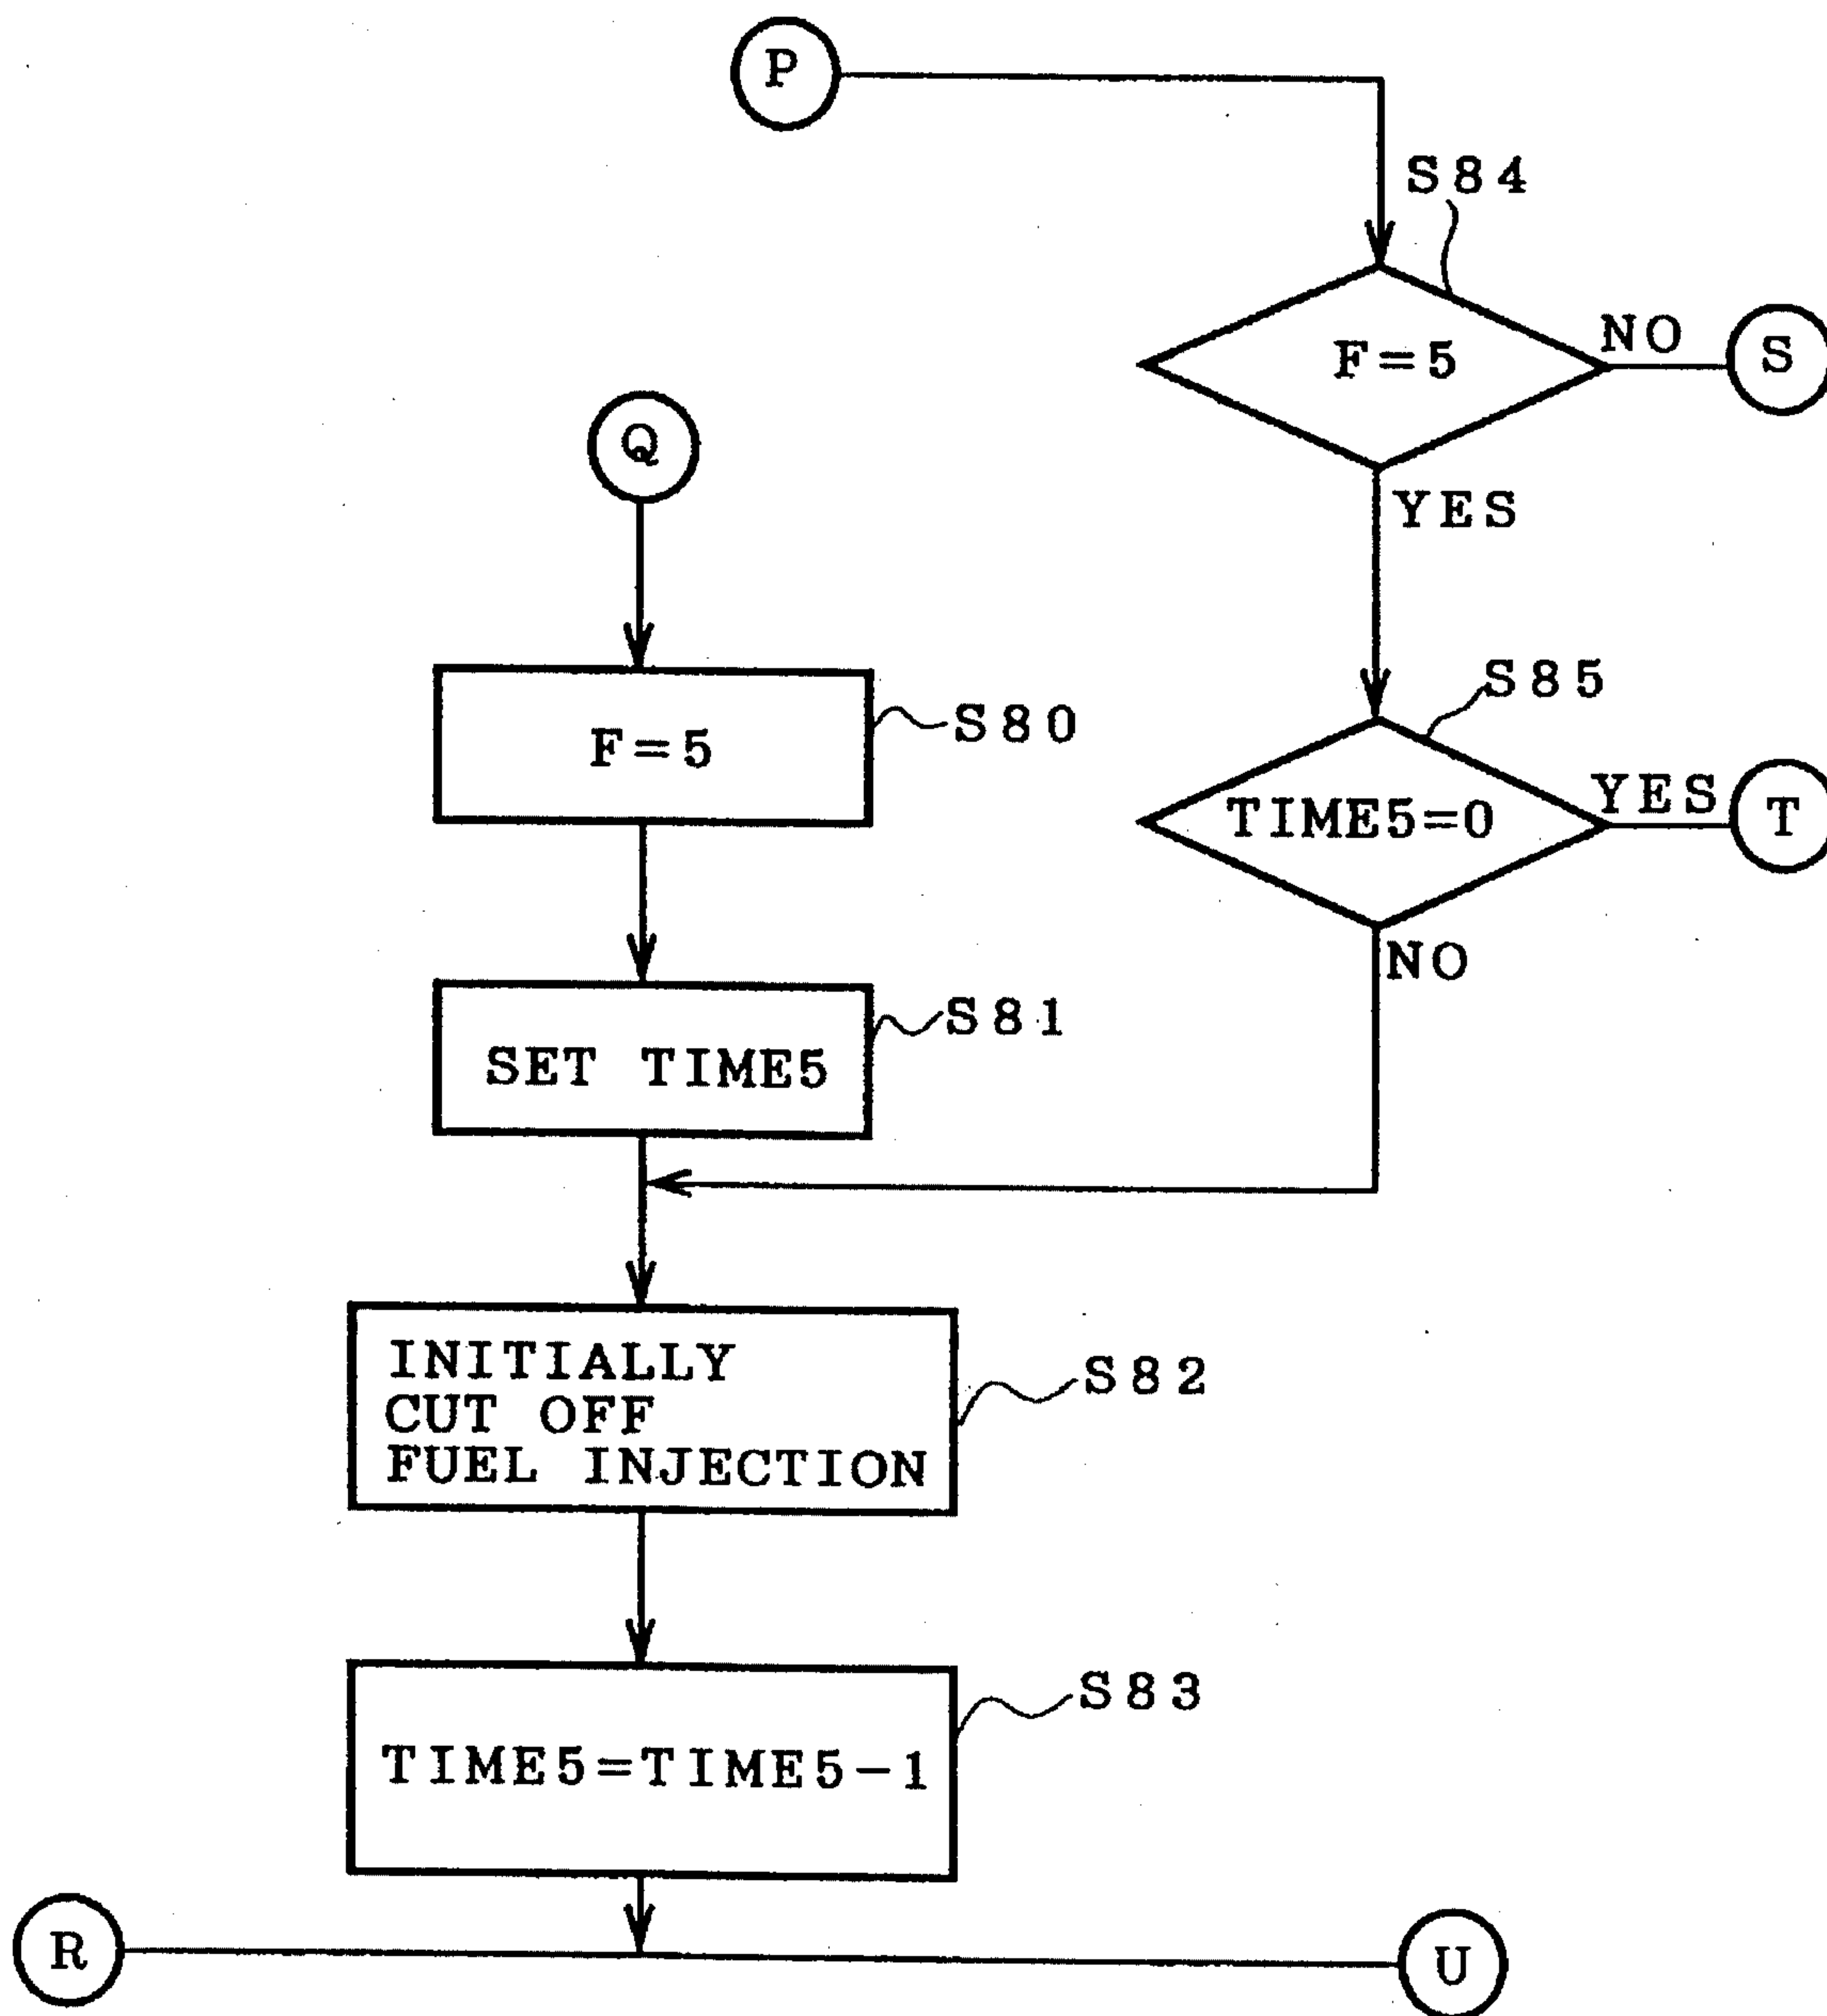 P
S84
F=5
NO
S
Q
YES
S85
F=5
S80
TIME5=0
YES
T
NO
SET TIME5
S81
INITIALLY
CUT OFF
FUEL INJECTION
S82
S83
TIME5=TIME5-1
R
U